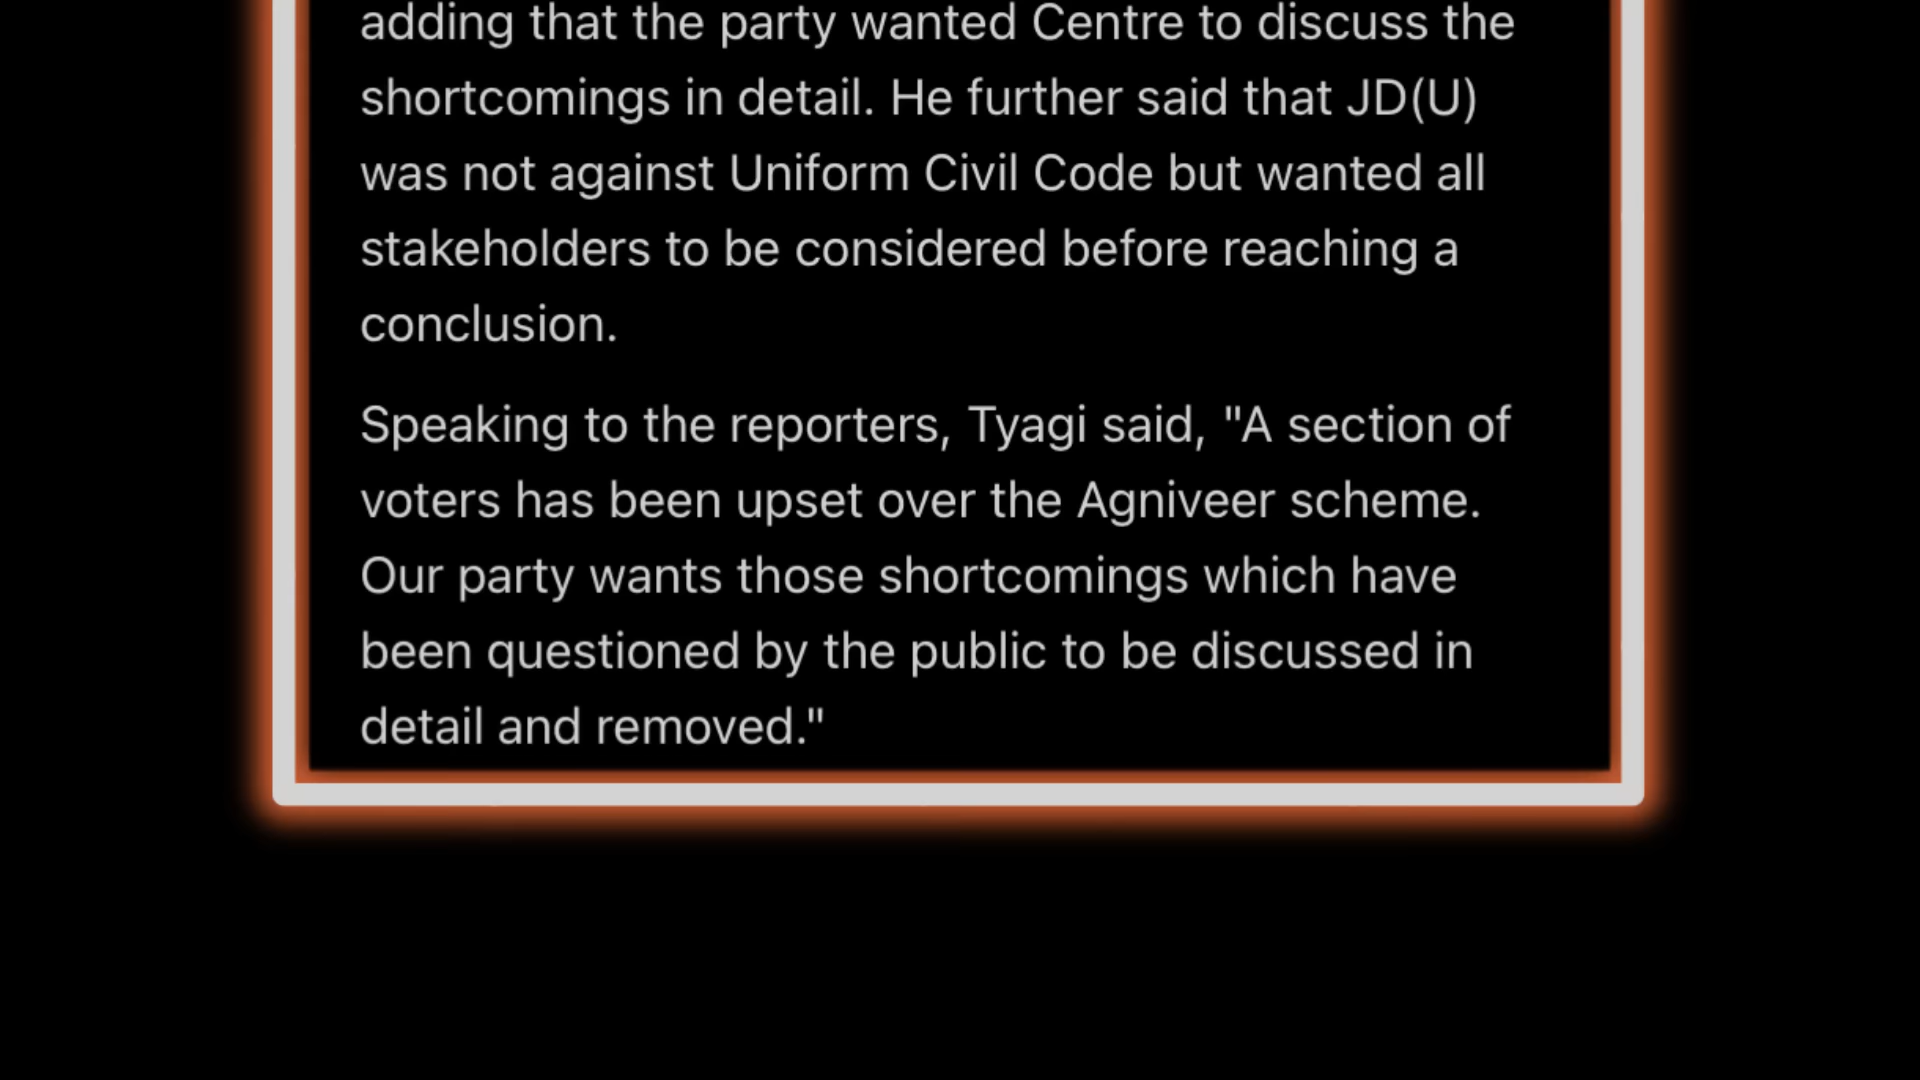 adding that the party wanted Centre to discuss the
shortcomings in detail. He further said that JD(U)
was not against Uniform Civil Code but wanted all
stakeholders to be considered before reaching a
conclusion.
Speaking to the reporters, Tyagi said, "A section of
voters has been upset over the Agniveer scheme.
Our party wants those shortcomings which have
been questioned by the public to be discussed in
detail and removed."